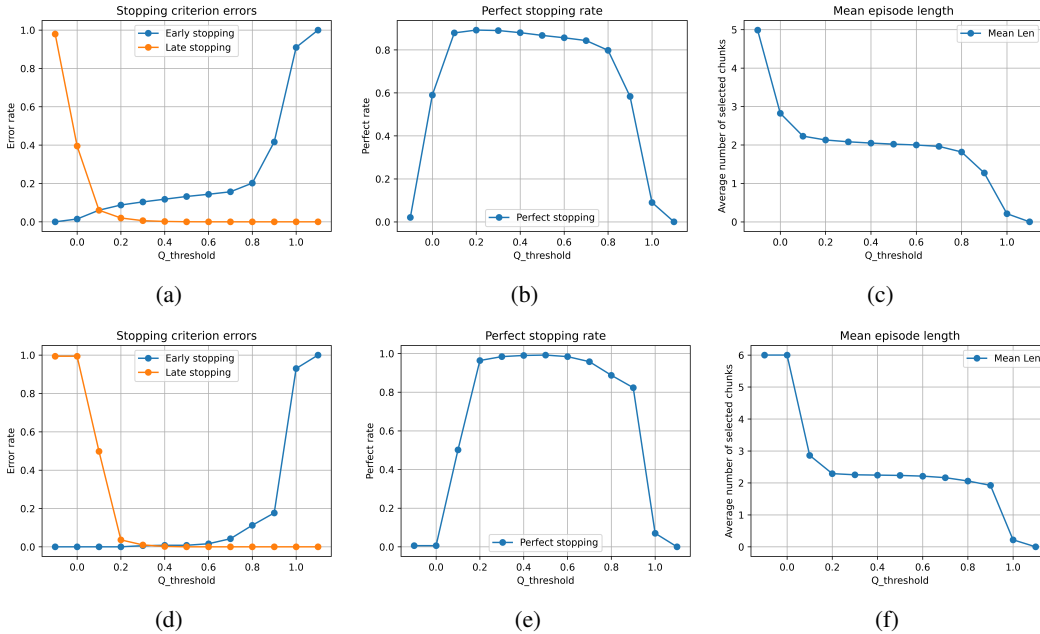 Stopping criterion errors
Early stopping
Late stopping
Error rate
1.0
0.8
0.6
0.4
0.2
0.0
0.0 0.2 0.4 0.6 0.8 1.0
Q_threshold
(a)
Perfect stopping rate
Perfect rate
0.8
0.6
0.4
0.2
0.0
Perfect stopping
0.0 0.2 0.4 0.6 0.8 1.0
Q_threshold
(b)
Mean episode length
Mean Len
Average number of selected chunks
5
4
3
2
1
0
0.0 0.2 0.4 0.6 0.8 1.0
Q_threshold
(c)
Stopping criterion errors
Early stopping
Late stopping
Error rate
1.0
0.8
0.6
0.4
0.2
0.0
0.0 0.2 0.4 0.6 0.8 1.0
Q_threshold
(d)
Perfect stopping rate
Perfect rate
1.0
0.8
0.6
0.4
0.2
0.0
Perfect stopping
0.0 0.2 0.4 0.6 0.8 1.0
Q_threshold
(e)
Mean episode length
Mean Len
Average number of selected chunks
6
5
4
3
2
1
0
0.0 0.2 0.4 0.6 0.8 1.0
Q_threshold
(f)